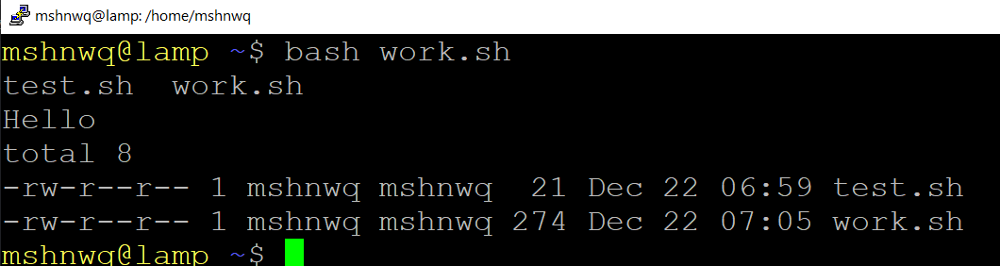 mshnwq@lamp: /home/mshnwq
mshnwq@lamp ~$ bash work.sh
test.sh  work.sh
Hello
total 8
-rw-r--r-- 1 mshnwq mshnwq  21 Dec 22 06:59 test.sh
-rw-r--r-- 1 mshnwq mshnwq 274 Dec 22 07:05 work.sh
mshnwq@lamp ~$